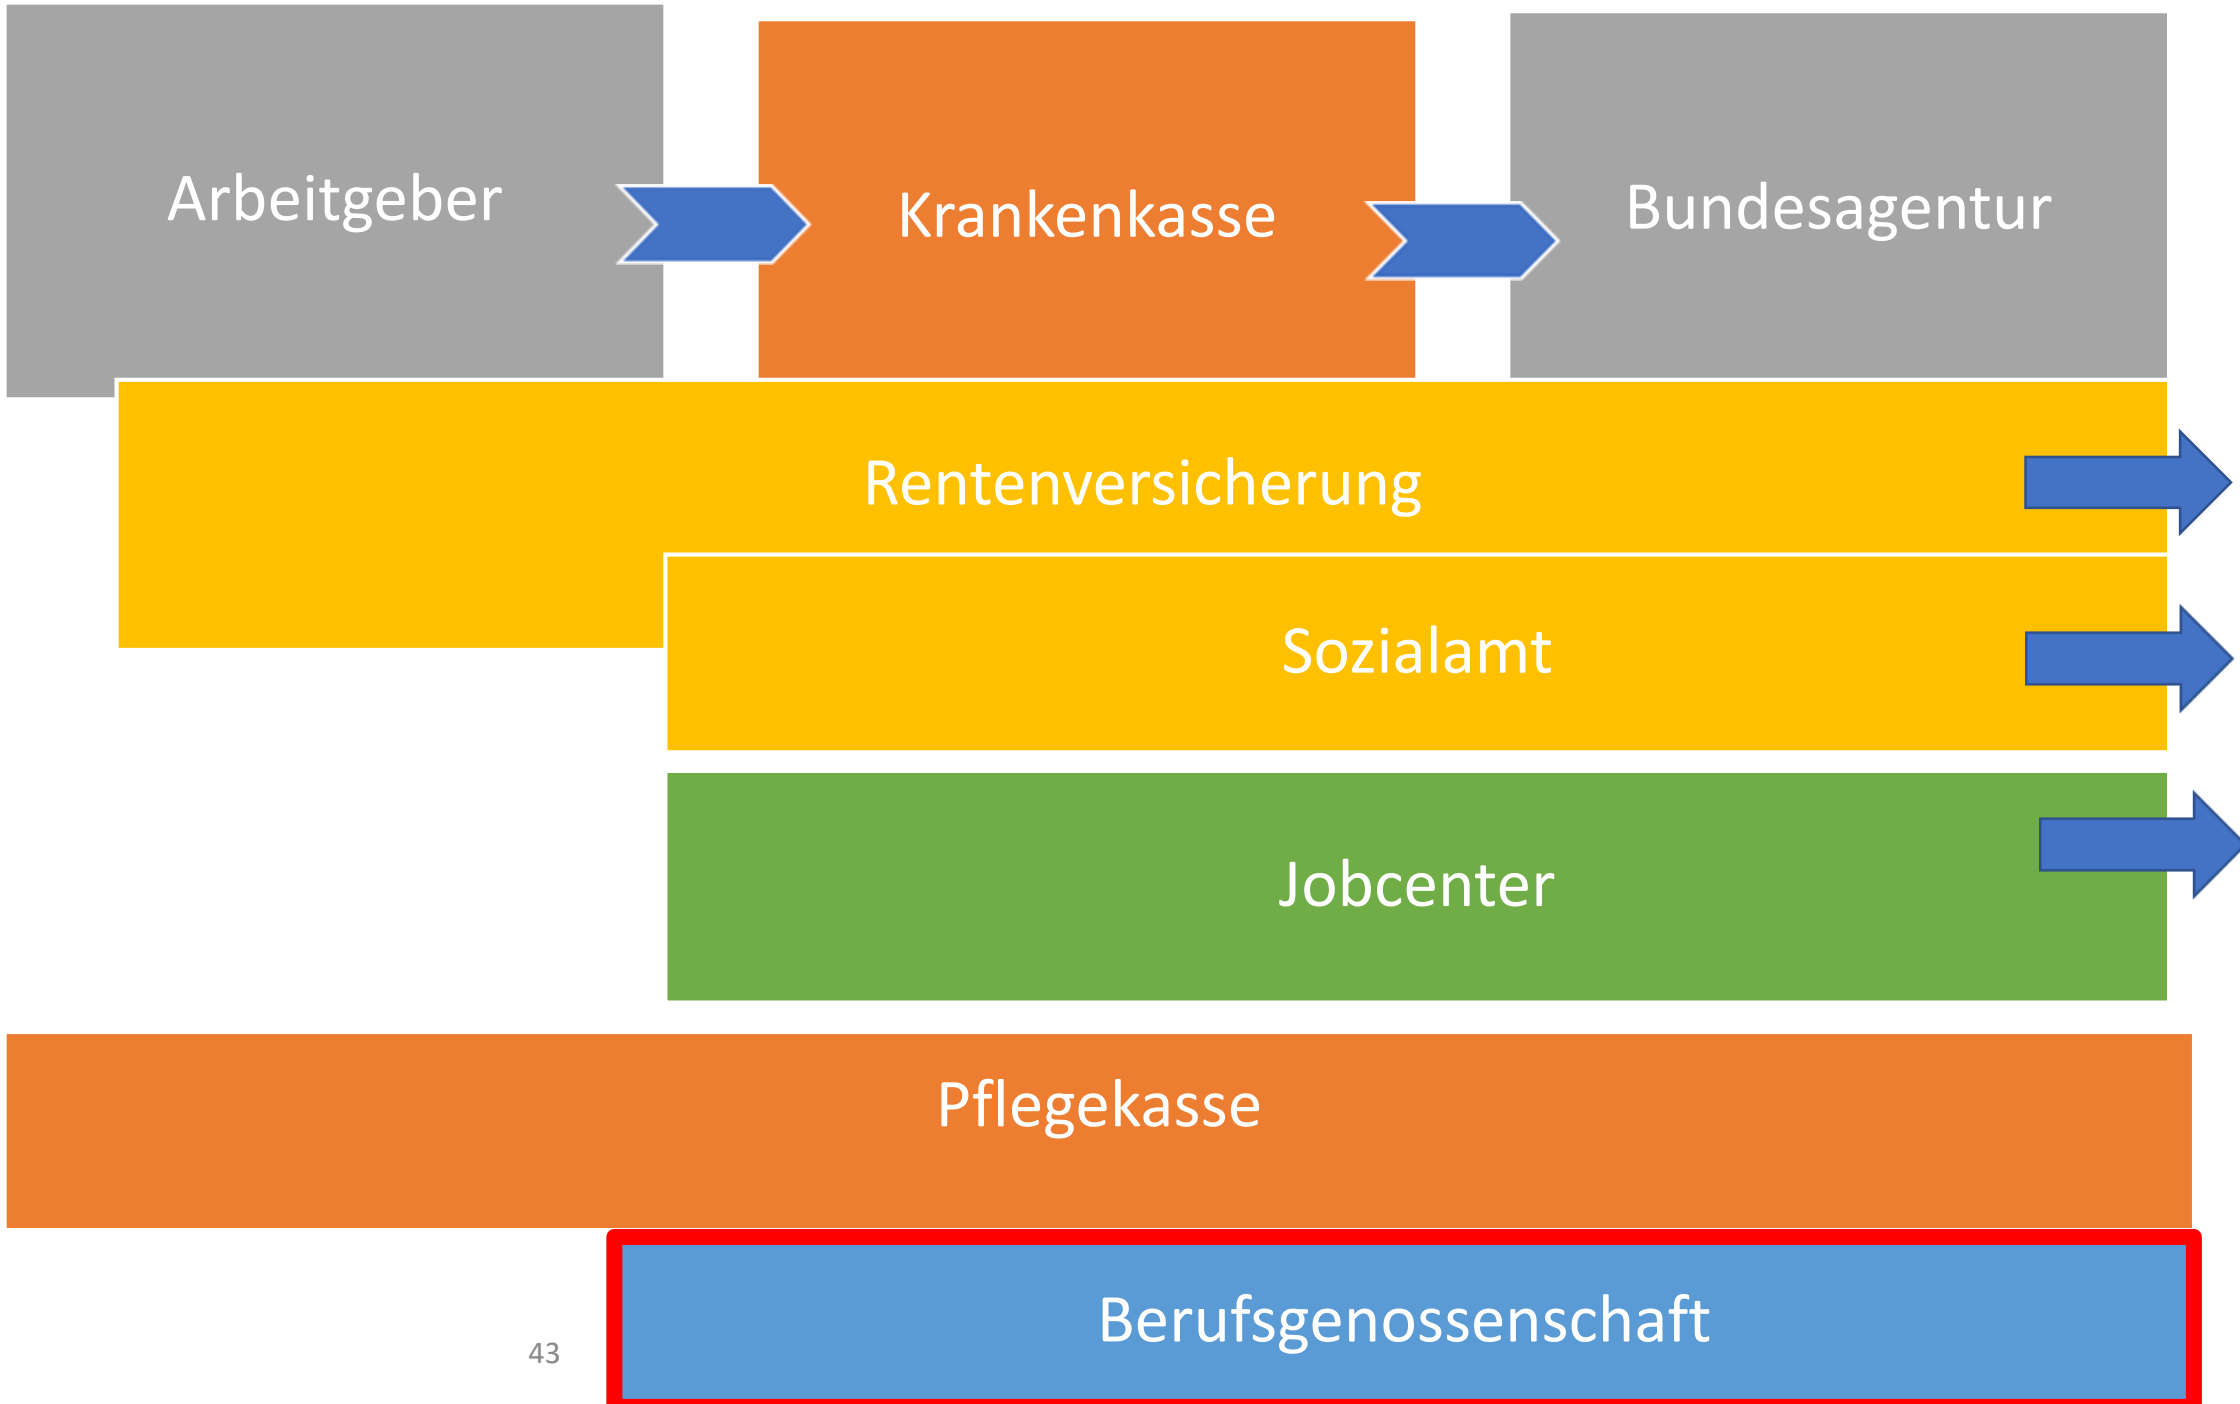 Arbeitgeber
Krankenkasse
Bundesagentur
Rentenversicherung
Sozialamt
Jobcenter
Pflegekasse
Berufsgenossenschaft
43